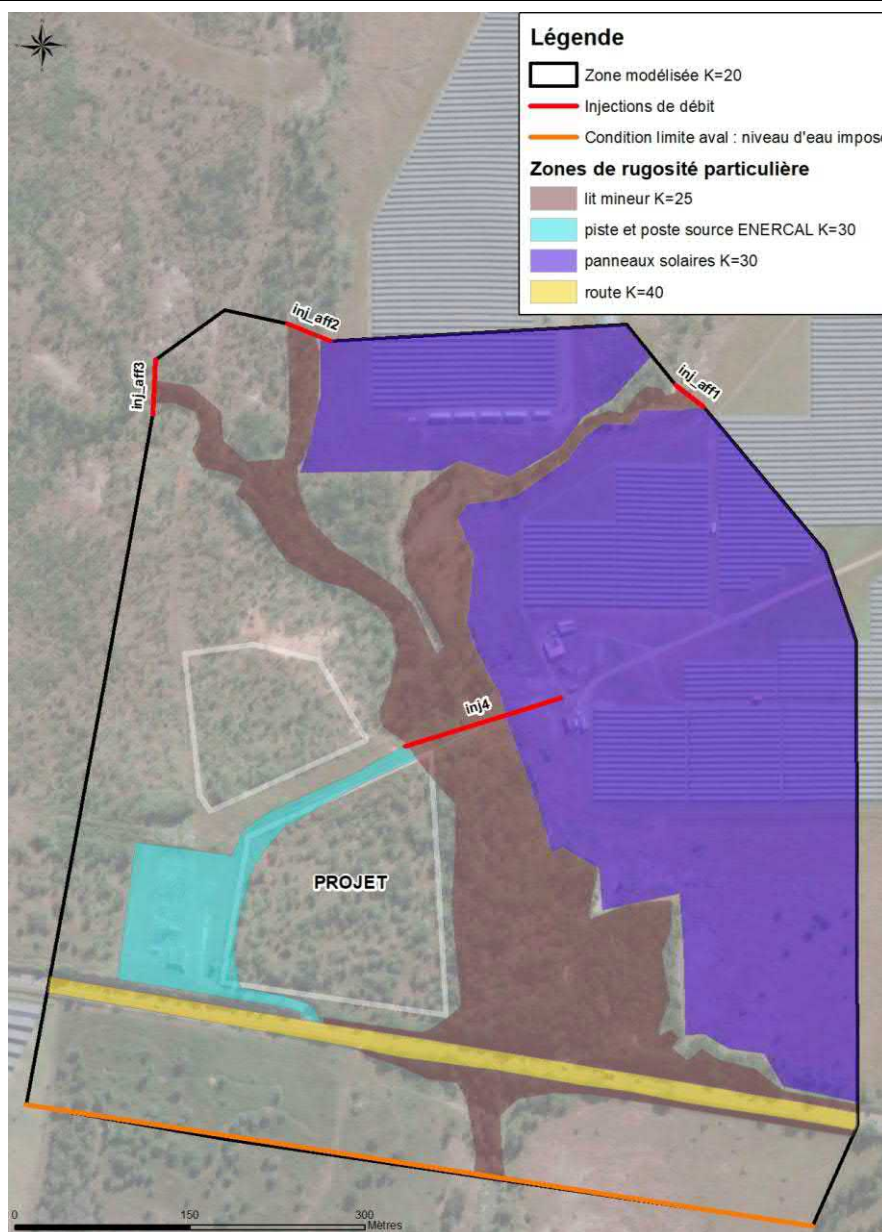 Légende
Zone modélisée K=20
Injections de débit
Condition limite aval : niveau d'eau imposé
Zones de rugosité particulière
lit mineur K=25
piste et poste source ENERCAL K=30
panneaux solaires K=30
route K=40
inj_aff2
inj_aff3
inj_aff1
inj4
PROJET
0 150 300
Mètres